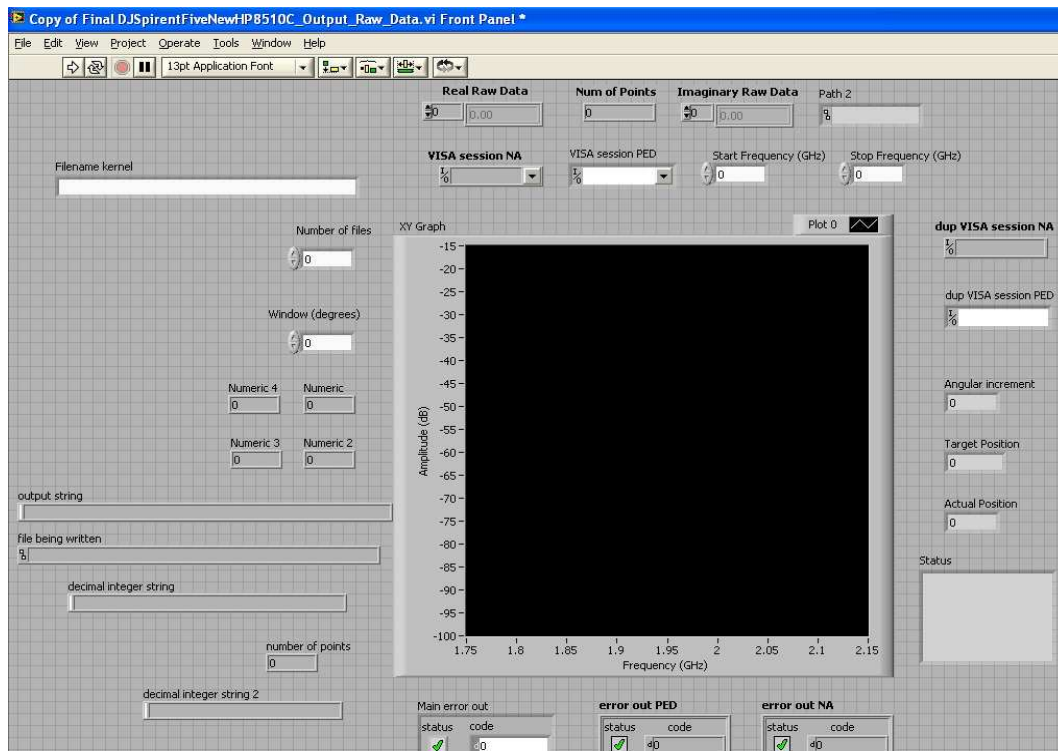 Copy of Final DJSpirentFiveNewHP8510C_Output_Raw_Data.vi Front Panel *
File Edit View Project Operate Tools Window Help
13pt Application Font
Real Raw Data Num of Points Imaginary Raw Data Path 2
0 0.00 0 0 0.00
Filename kernel
VISA session NA VISA session PED Start Frequency (GHz) Stop Frequency (GHz)
0 0
Number of files
0
Window (degrees)
0
Numeric 4 Numeric
0 0
Numeric 3 Numeric 2
0 0
output string
file being written
decimal integer string
number of points
0
decimal integer string 2
XY Graph Plot 0
-15
-20
-25
-30
-35
-40
-45
-50
-55
-60
-65
-70
-75
-80
-85
-90
-95
-100
Amplitude (dB)
1.75 1.8 1.85 1.9 1.95 2 2.05 2.1 2.15
Frequency (GHz)
dup VISA session NA
dup VISA session PED
Angular increment
0
Target Position
0
Actual Position
0
Status
Main error out error out PED error out NA
status code status code status code
d0 d0 d0